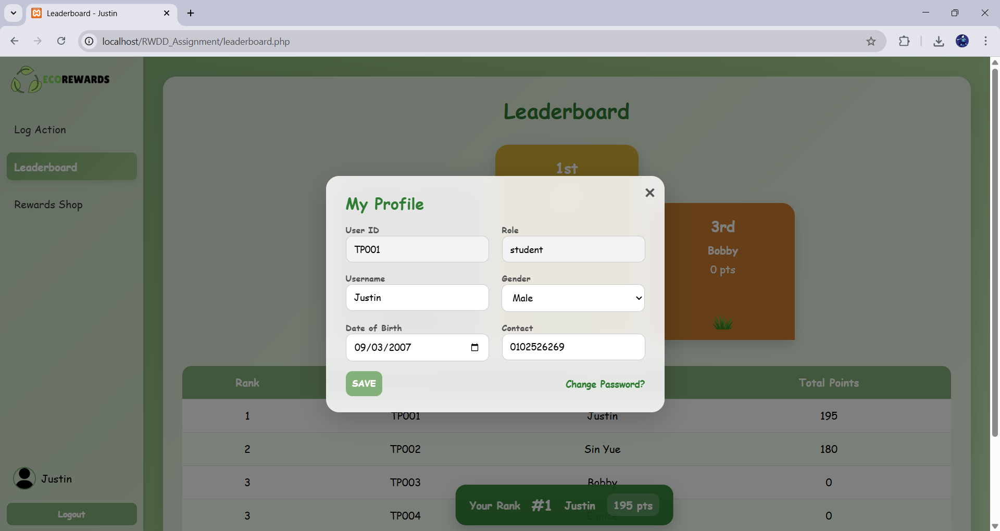 Leaderboard - Justin
localhost/RWDD_Assignment/leaderboard.php
ECOREWARDS
Log Action
Leaderboard
Rewards Shop
Justin
Logout
Leaderboard
1st
3rd
Bobby
0 pts
My Profile
User ID
TP001
Role
student
Username
Justin
Gender
Male
Date of Birth
09/03/2007
Contact
0102526269
SAVE
Change Password?
Rank Total Points
1 TP001 Justin 195
2 TP002 Sin Yue 180
3 TP003 Bobby 0
3 TP004 Eunice 0
Your Rank #1 Justin 195 pts